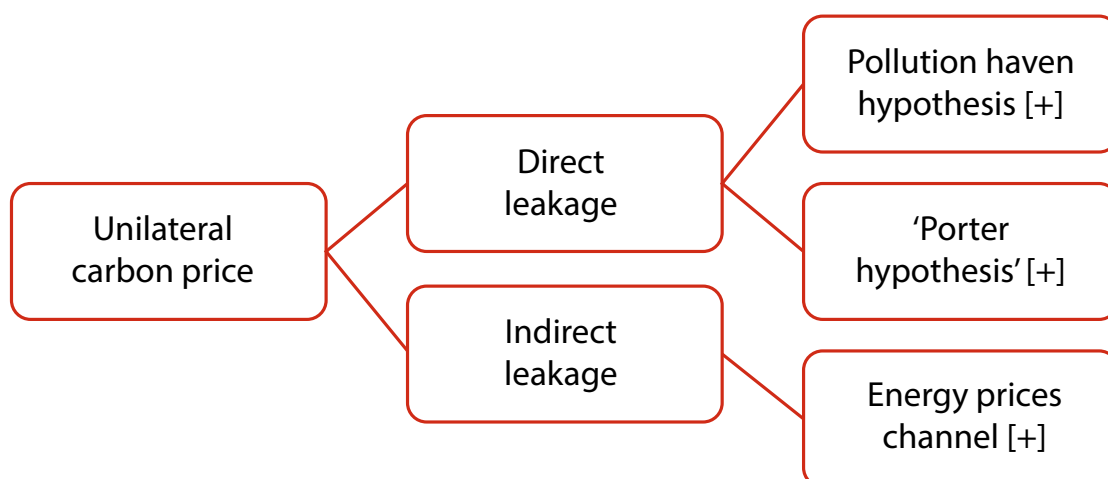 Unilateral
carbon price
Direct
leakage
Indirect
leakage
Pollution haven
hypothesis [+]
‘Porter
hypothesis’ [+]
Energy prices
channel [+]